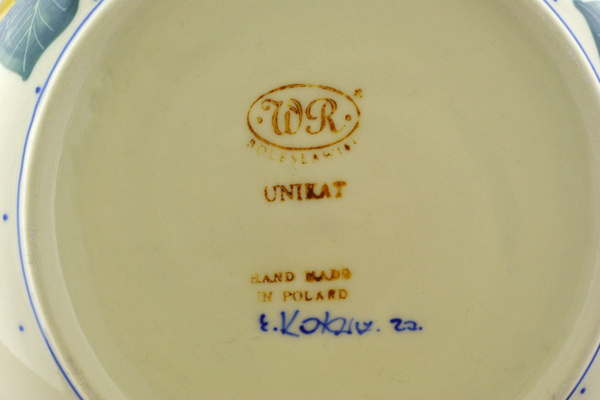 WR
BOLESŁAWIEC
UNIKAT
HAND MADE
IN POLAND